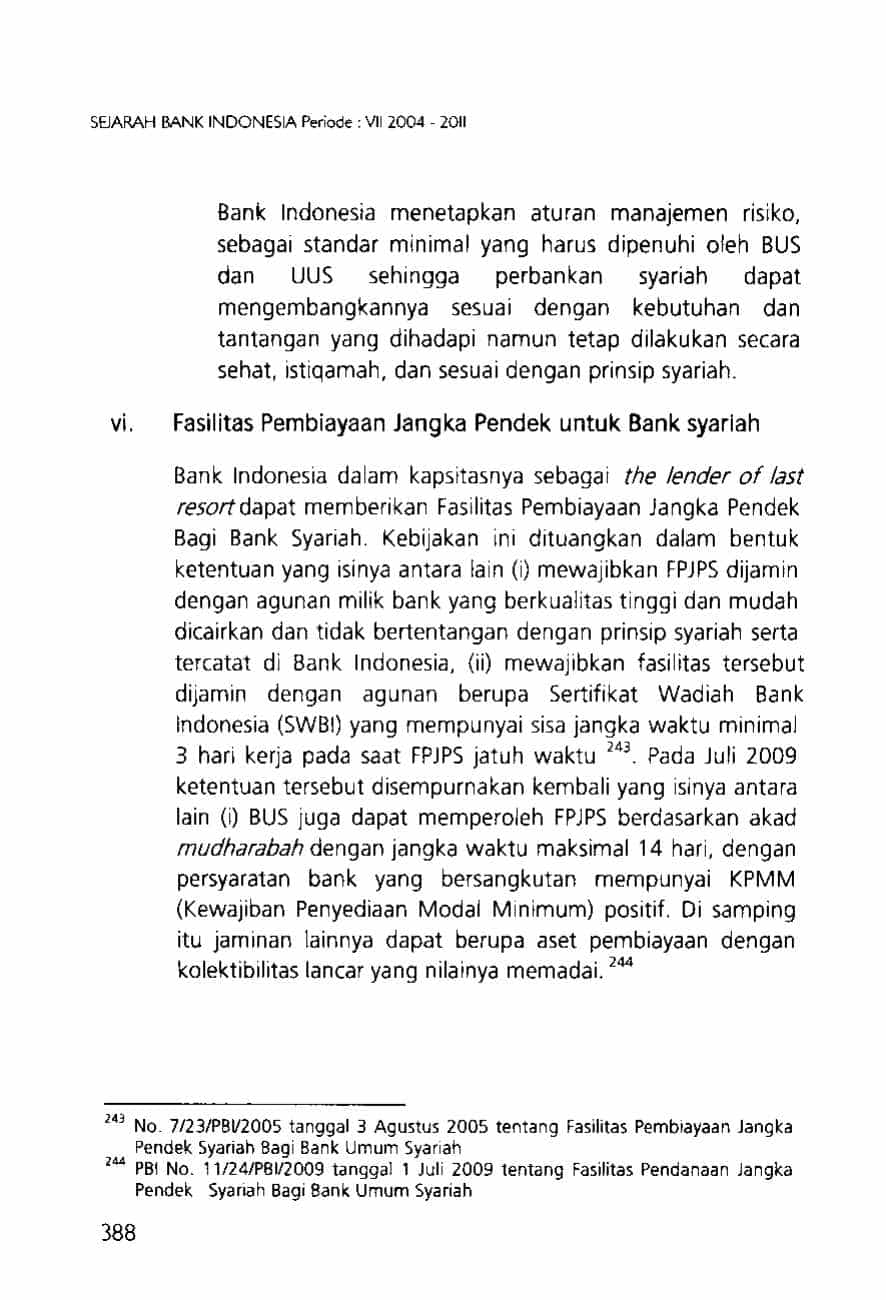 SEJARAH BANK INDONESIA Periode : VII 2004 - 2011
Bank Indonesia menetapkan aturan manajemen risiko,
sebagai standar minimal yang harus dipenuhi oleh BUS
dan UUS sehingga perbankan syariah dapat
mengembangkannya sesuai dengan kebutuhan dan
tantangan yang dihadapi namun tetap dilakukan secara
sehat, istiqamah, dan sesuai dengan prinsip syariah.
vi. Fasilitas Pembiayaan Jangka Pendek untuk Bank syariah
Bank Indonesia dalam kapsitasnya sebagai the lender of last
resort dapat memberikan Fasilitas Pembiayaan Jangka Pendek
Bagi Bank Syariah. Kebijakan ini dituangkan dalam bentuk
ketentuan yang isinya antara lain (i) mewajibkan FPJPS dijamin
dengan agunan milik bank yang berkualitas tinggi dan mudah
dicairkan dan tidak bertentangan dengan prinsip syariah serta
tercatat di Bank Indonesia, (ii) mewajibkan fasilitas tersebut
dijamin dengan agunan berupa Sertifikat Wadiah Bank
Indonesia (SWBI) yang mempunyai sisa jangka waktu minimal
3 hari kerja pada saat FPJPS jatuh waktu 243. Pada Juli 2009
ketentuan tersebut disempurnakan kembali yang isinya antara
lain (i) BUS juga dapat memperoleh FPJPS berdasarkan akad
mudharabah dengan jangka waktu maksimal 14 hari, dengan
persyaratan bank yang bersangkutan mempunyai KPMM
(Kewajiban Penyediaan Modal Minimum) positif. Di samping
itu jaminan lainnya dapat berupa aset pembiayaan dengan
kolektibilitas lancar yang nilainya memadai. 244
243 No. 7/23/PBI/2005 tanggal 3 Agustus 2005 tentang Fasilitas Pembiayaan Jangka
Pendek Syariah Bagi Bank Umum Syariah
244 PBI No. 11/24/PBI/2009 tanggal 1 Juli 2009 tentang Fasilitas Pendanaan Jangka
Pendek Syariah Bagi Bank Umum Syariah
388